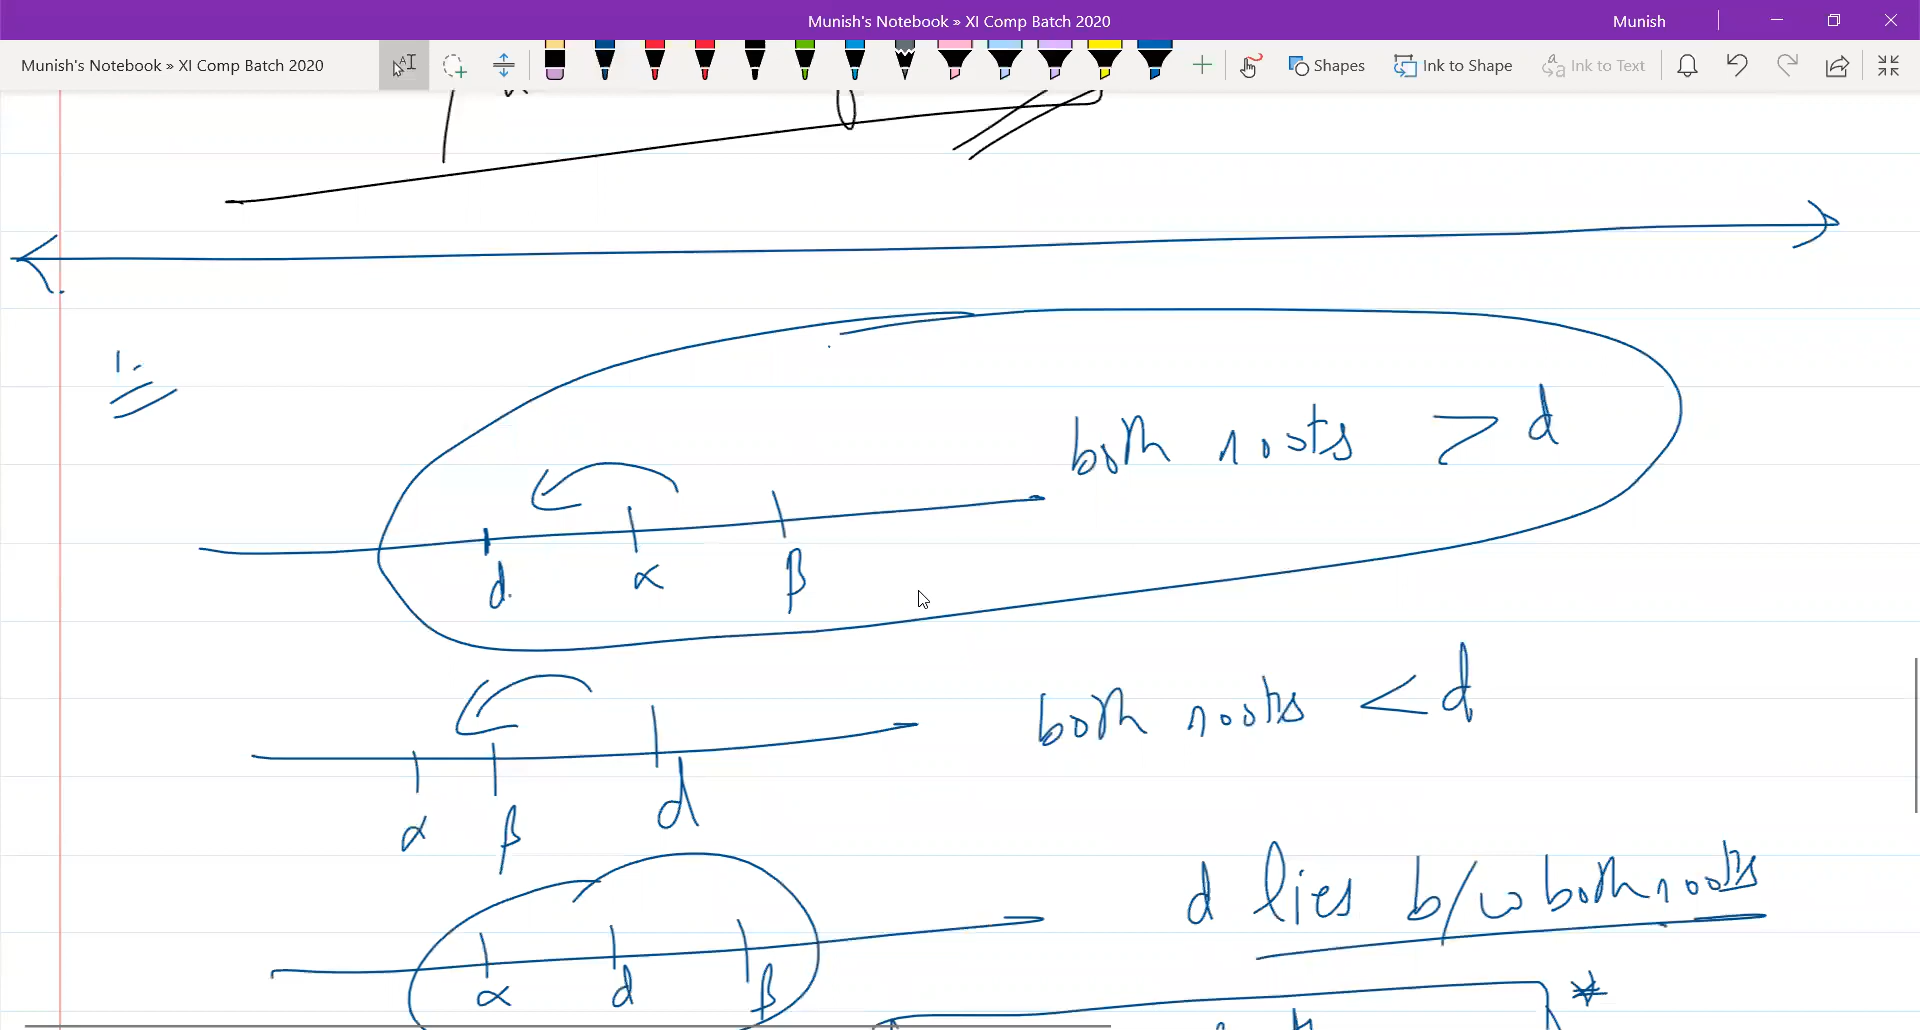 Munish's Notebook » XI Comp Batch 2020
Munish
Munish's Notebook » XI Comp Batch 2020
Shapes
Ink to Shape
Ink to Text
1.
both roots > d
d α β
both roots < d
α β d
d lies b/w both roots
α d β
*